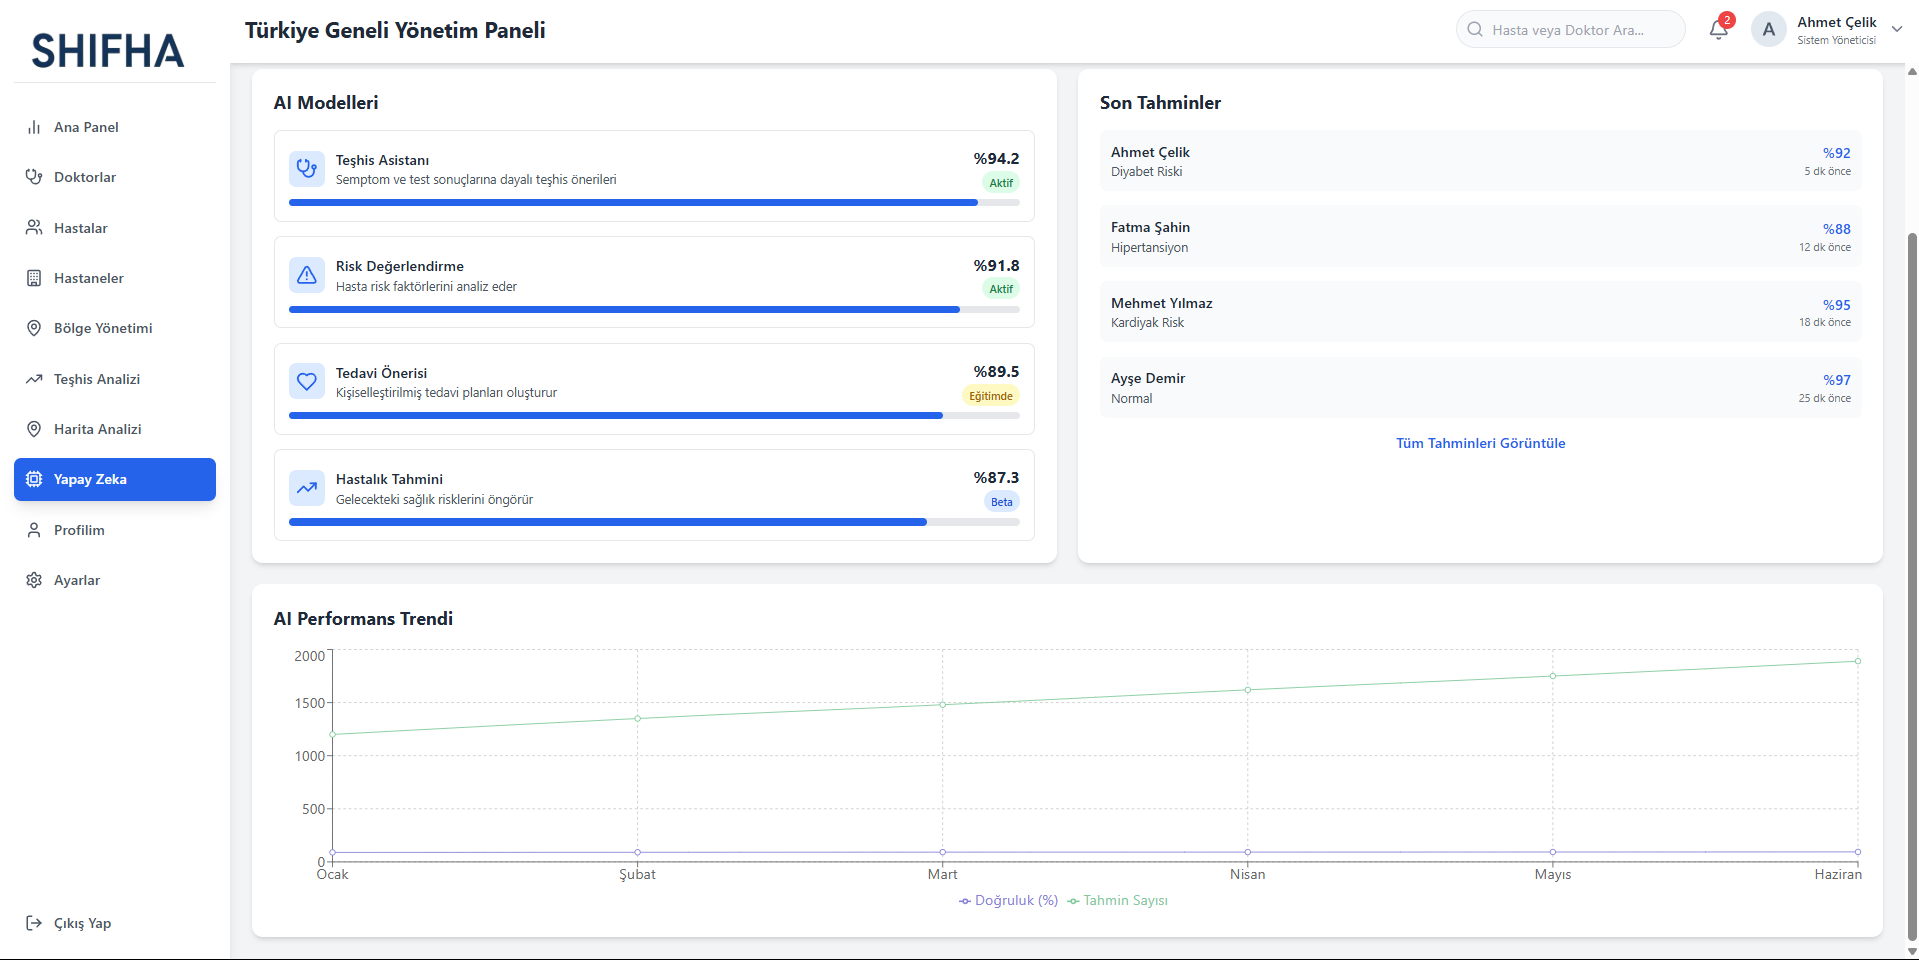 SHIFHA
Ana Panel
Doktorlar
Hastalar
Hastaneler
Bölge Yönetimi
Teşhis Analizi
Harita Analizi
Yapay Zeka
Profilim
Ayarlar
Çıkış Yap
Türkiye Geneli Yönetim Paneli
Hasta veya Doktor Ara...
2
A
Ahmet Çelik
Sistem Yöneticisi
AI Modelleri
Teşhis Asistanı
Semptom ve test sonuçlarına dayalı teşhis önerileri
%94.2
Aktif
Risk Değerlendirme
Hasta risk faktörlerini analiz eder
%91.8
Aktif
Tedavi Önerisi
Kişiselleştirilmiş tedavi planları oluşturur
%89.5
Eğitimde
Hastalık Tahmini
Gelecekteki sağlık risklerini öngörür
%87.3
Beta
Son Tahminler
Ahmet Çelik
Diyabet Riski
%92
5 dk önce
Fatma Şahin
Hipertansiyon
%88
12 dk önce
Mehmet Yılmaz
Kardiyak Risk
%95
18 dk önce
Ayşe Demir
Normal
%97
25 dk önce
Tüm Tahminleri Görüntüle
AI Performans Trendi
2000
1500
1000
500
0
Ocak Şubat Mart Nisan Mayıs Haziran
Doğruluk (%) Tahmin Sayısı